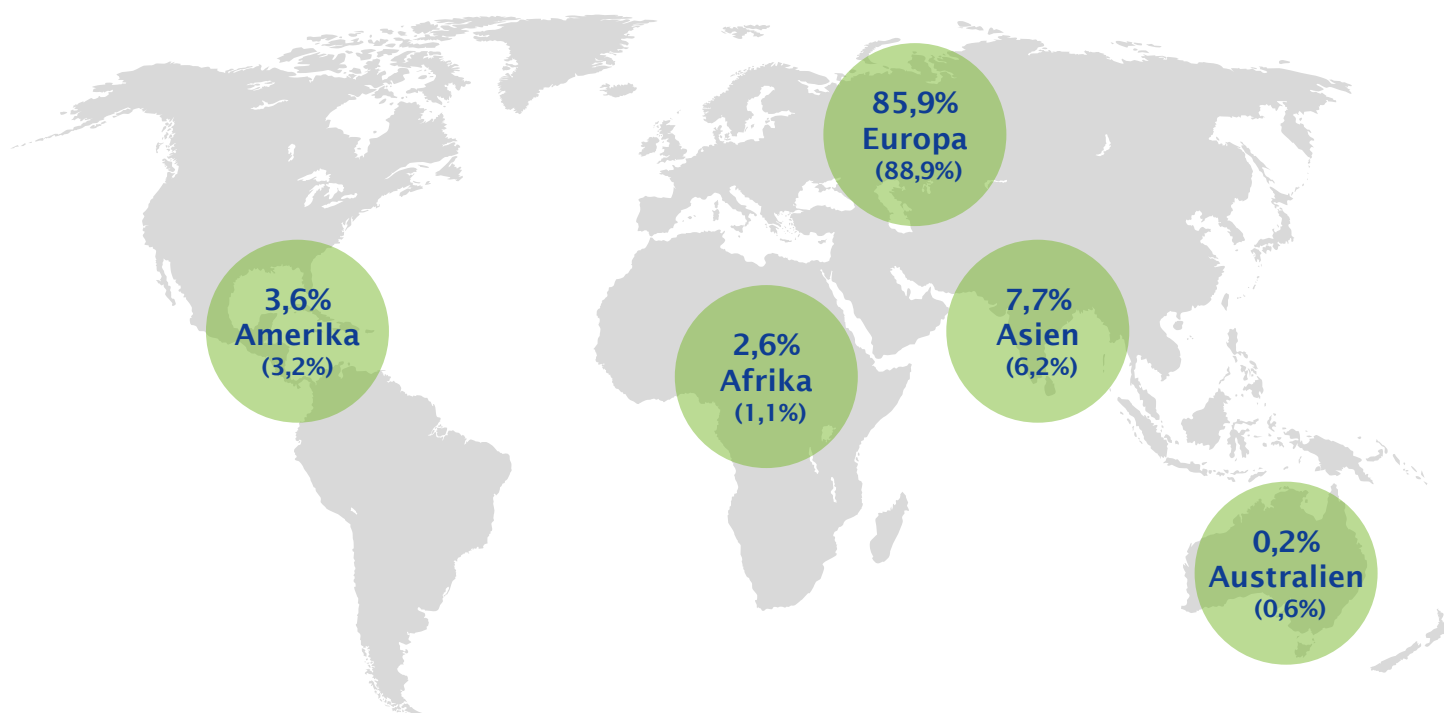 85,9%
Europa
(88,9%)
3,6%
Amerika
(3,2%)
2,6%
Afrika
(1,1%)
7,7%
Asien
(6,2%)
0,2%
Australien
(0,6%)